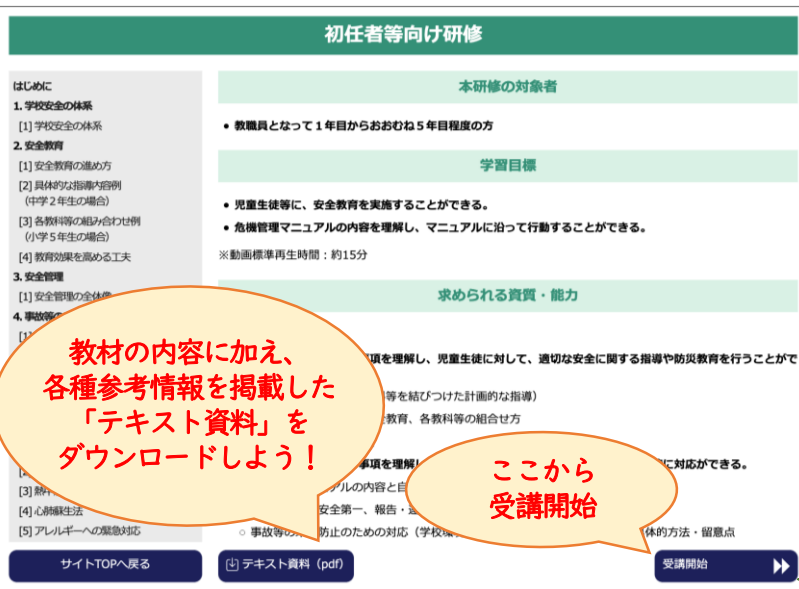 初任者等向け研修
はじめに
1. 学校安全の体系
[1] 学校安全の体系
2. 安全教育
[1] 安全教育の進め方
[2] 具体的な指導内容例
（中学２年生の場合）
[3] 各教科等の組み合わせ例
（小学５年生の場合）
[4] 教育効果を高める工夫
3. 安全管理
[1] 安全管理の全体像
4. 事故等の
[1]
[3] 熱中
[4] 心肺蘇生法
[5] アレルギーへの緊急対応
本研修の対象者
• 教職員となって１年目からおおむね５年目程度の方
学習目標
• 児童生徒等に、安全教育を実施することができる。
• 危機管理マニュアルの内容を理解し、マニュアルに沿って行動することができる。
※動画標準再生時間：約15分
求められる資質・能力
事項を理解し、児童生徒に対して、適切な安全に関する指導や防災教育を行うことがで
等を結びつけた計画的な指導）
教育、各教科等の組合せ方
事項を理解し
に対応ができる。
アルの内容と自
安全第一、報告・連
○ 事故等の
防止のための対応（学校環
体的方法・留意点
教材の内容に加え、
各種参考情報を掲載した
「テキスト資料」を
ダウンロードしよう！
ここから
受講開始
サイトTOPへ戻る
テキスト資料（pdf）
受講開始